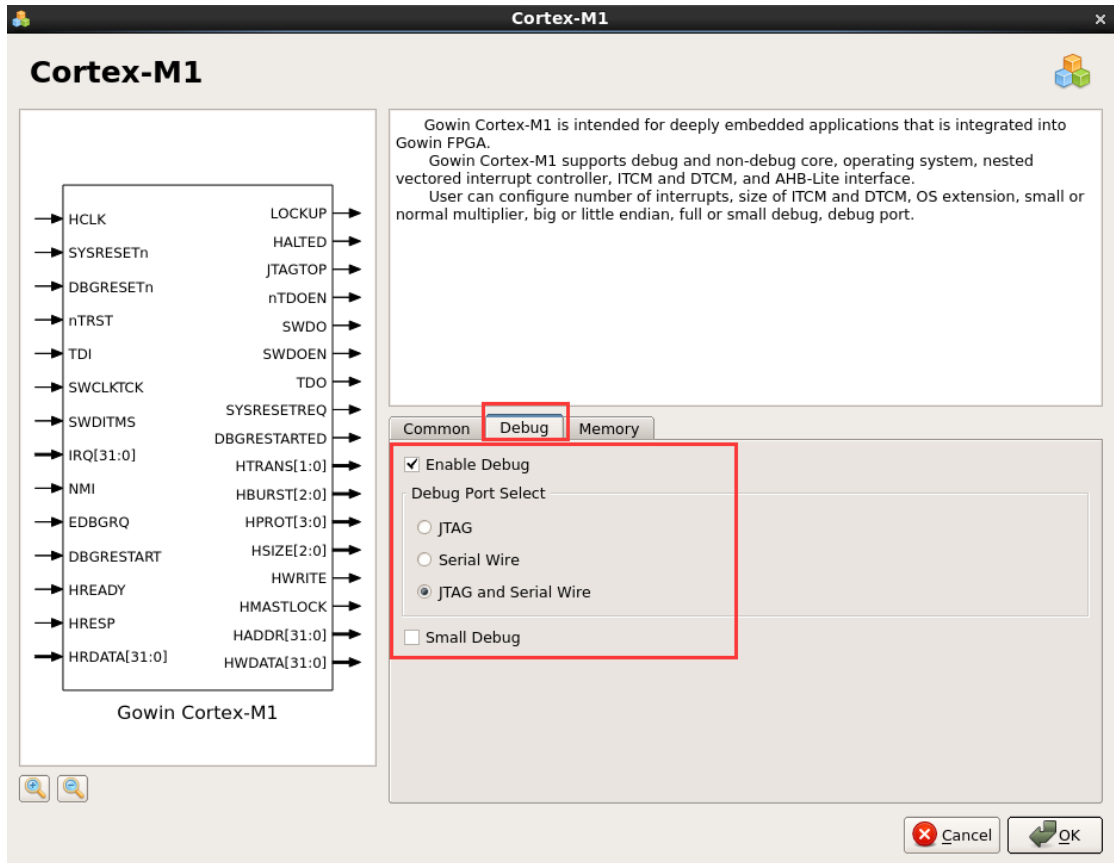 Cortex-M1
Cortex-M1
HCLK
SYSRESETn
DBGRESETn
nTRST
TDI
SWCLKTCK
SWDITMS
IRQ[31:0]
NMI
EDBGRQ
DBGRESTART
HREADY
HRESP
HRDATA[31:0]
LOCKUP
HALTED
JTAGTOP
nTDOEN
SWDO
SWDOEN
TDO
SYSRESETREQ
DBGRESTARTED
HTRANS[1:0]
HBURST[2:0]
HPROT[3:0]
HSIZE[2:0]
HWRITE
HMASTLOCK
HADDR[31:0]
HWDATA[31:0]
Gowin Cortex-M1
Gowin Cortex-M1 is intended for deeply embedded applications that is integrated into
Gowin FPGA.
Gowin Cortex-M1 supports debug and non-debug core, operating system, nested
vectored interrupt controller, ITCM and DTCM, and AHB-Lite interface.
User can configure number of interrupts, size of ITCM and DTCM, OS extension, small or
normal multiplier, big or little endian, full or small debug, debug port.
Common Debug Memory
Enable Debug
Debug Port Select
JTAG
Serial Wire
JTAG and Serial Wire
Small Debug
Cancel OK